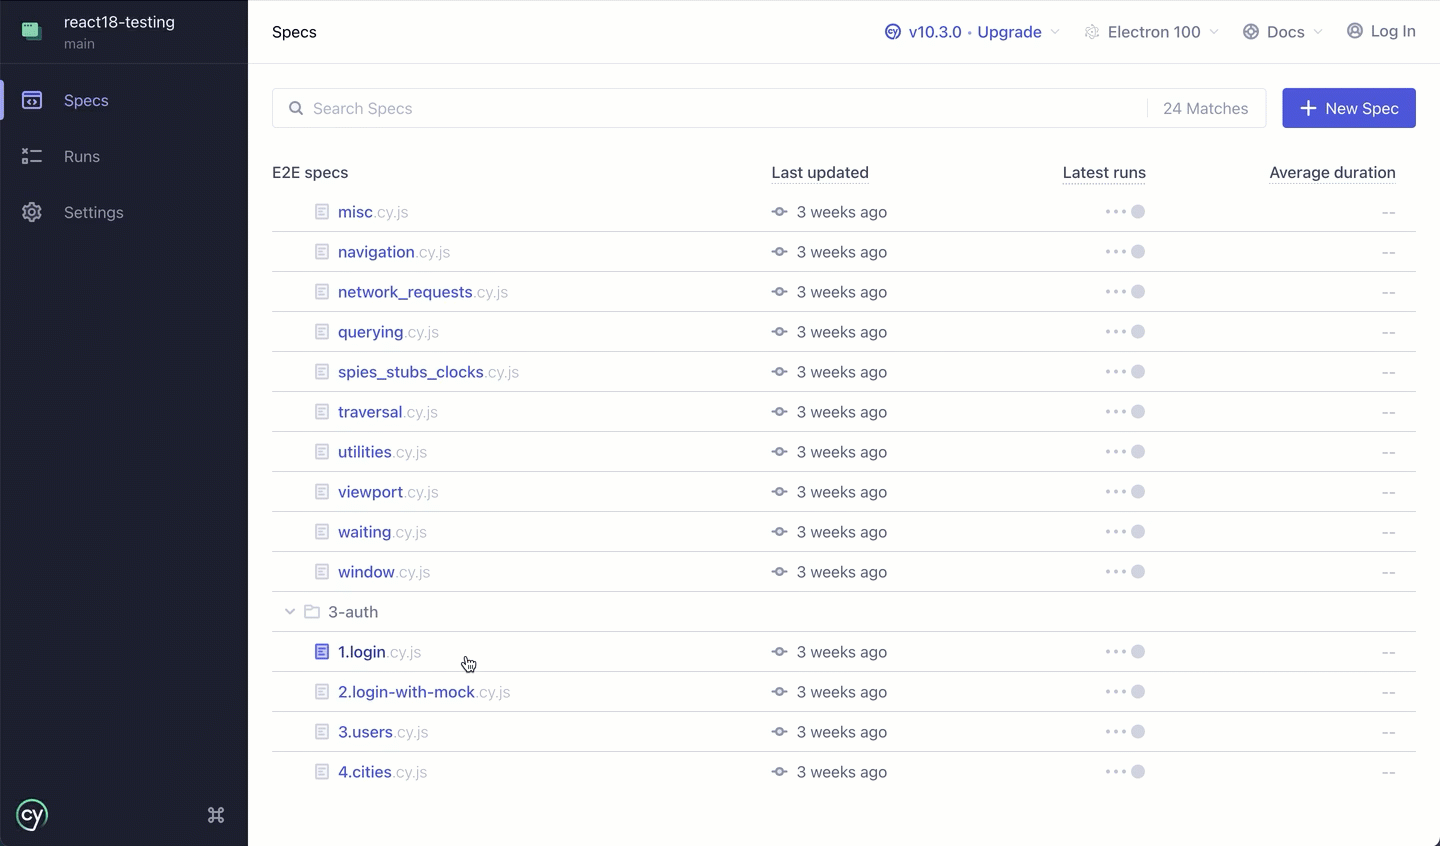 react18-testing
main
Specs
Runs
Settings
cy
⌘
Specs
cy v10.3.0 • Upgrade
Electron 100
Docs
Log In
Search Specs
24 Matches
+ New Spec
E2E specs Last updated Latest runs Average duration
misc.cy.js 3 weeks ago --
navigation.cy.js 3 weeks ago --
network_requests.cy.js 3 weeks ago --
querying.cy.js 3 weeks ago --
spies_stubs_clocks.cy.js 3 weeks ago --
traversal.cy.js 3 weeks ago --
utilities.cy.js 3 weeks ago --
viewport.cy.js 3 weeks ago --
waiting.cy.js 3 weeks ago --
window.cy.js 3 weeks ago --
3-auth
1.login.cy.js 3 weeks ago --
2.login-with-mock.cy.js 3 weeks ago --
3.users.cy.js 3 weeks ago --
4.cities.cy.js 3 weeks ago --